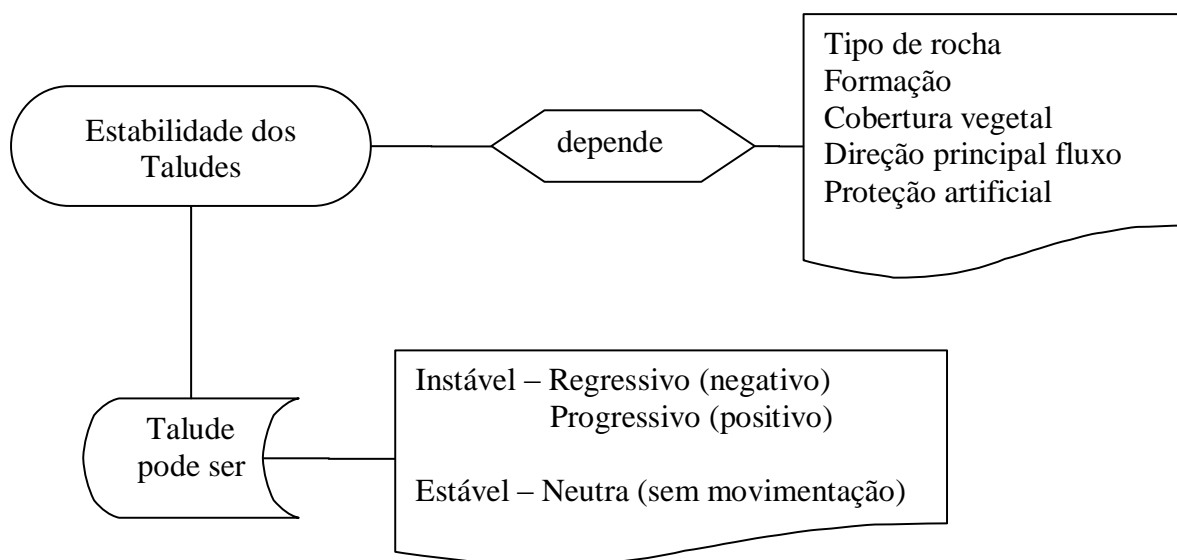 Estabilidade dos
Taludes
depende
Tipo de rocha
Formação
Cobertura vegetal
Direção principal fluxo
Proteção artificial
Talude
pode ser
Instável – Regressivo (negativo)
Progressivo (positivo)
Estável – Neutra (sem movimentação)